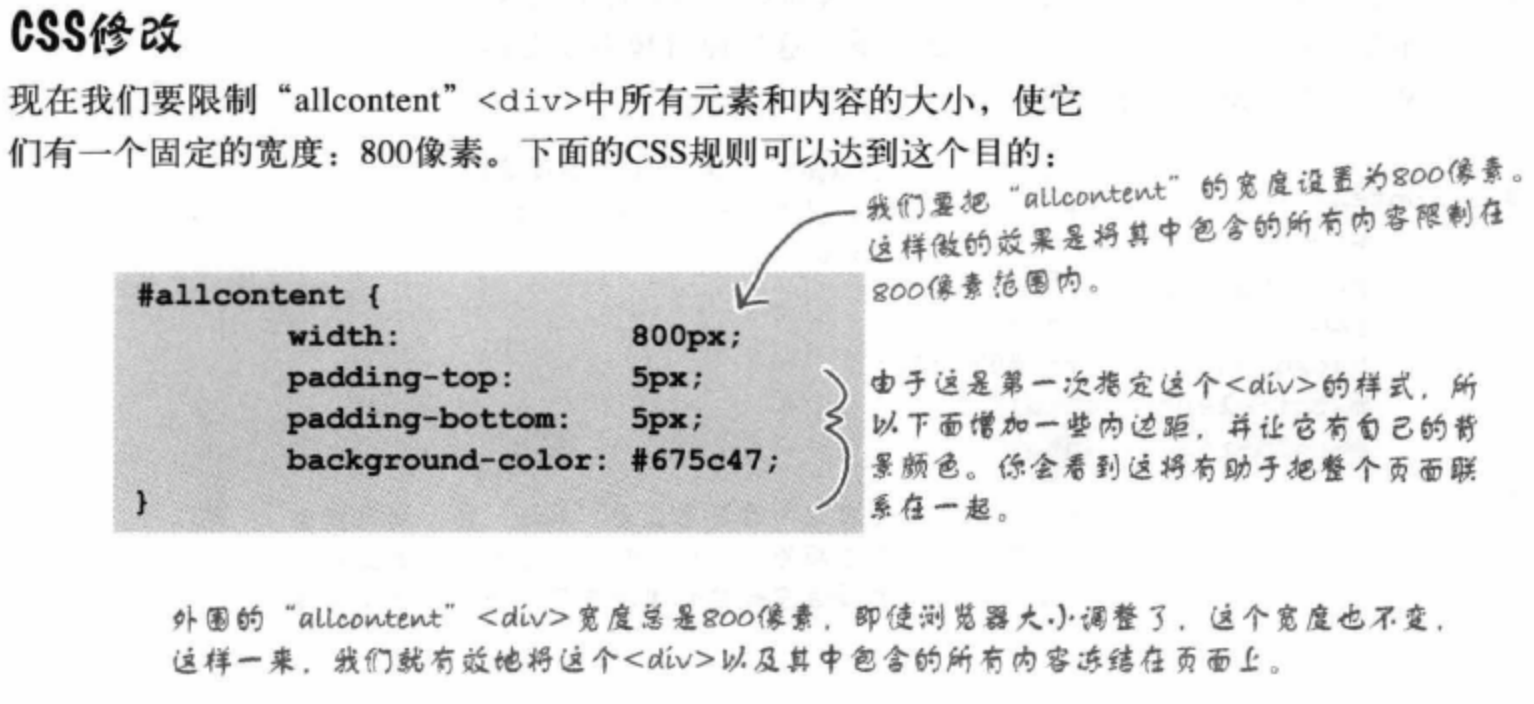 CSS修改
现在我们要限制“allcontent”<div>中所有元素和内容的大小，使它
们有一个固定的宽度：800像素。下面的CSS规则可以达到这个目的：
我们要把“allcontent”的宽度设置为800像素。
这样做的效果是将其中包含的所有内容限制在
800像素范围内。
#allcontent {
width: 800px;
padding-top: 5px;
padding-bottom: 5px;
background-color: #675c47;
}
由于这是第一次指定这个<div>的样式，所
以下面增加一些内边距，并让它有自己的背
景颜色。你会看到这将有助于把整个页面联
系在一起。
外围的“allcontent”<div>宽度总是800像素，即使浏览器大小调整了，这个宽度也不变，
这样一来，我们就有效地将这个<div>以及其中包含的所有内容冻结在页面上。